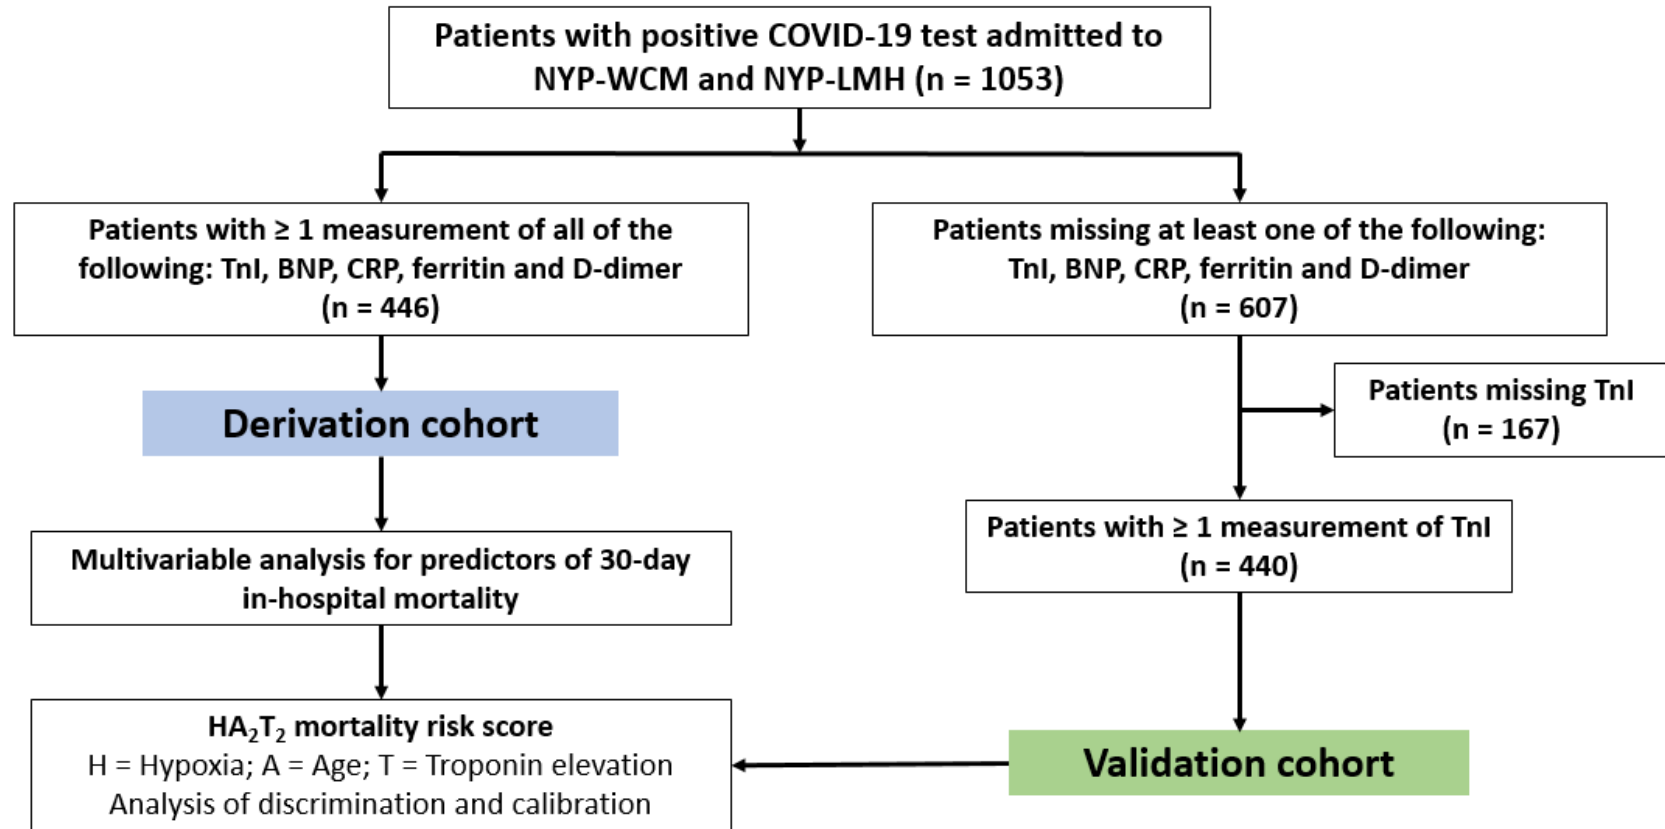 Patients with positive COVID-19 test admitted to
NYP-WCM and NYP-LMH (n = 1053)
Patients with ≥ 1 measurement of all of the
following: TnI, BNP, CRP, ferritin and D-dimer
(n = 446)
Patients missing at least one of the following:
TnI, BNP, CRP, ferritin and D-dimer
(n = 607)
Patients missing TnI
(n = 167)
Derivation cohort
Patients with ≥ 1 measurement of TnI
(n = 440)
Multivariable analysis for predictors of 30-day
in-hospital mortality
HA₂T₂ mortality risk score
H = Hypoxia; A = Age; T = Troponin elevation
Analysis of discrimination and calibration
Validation cohort